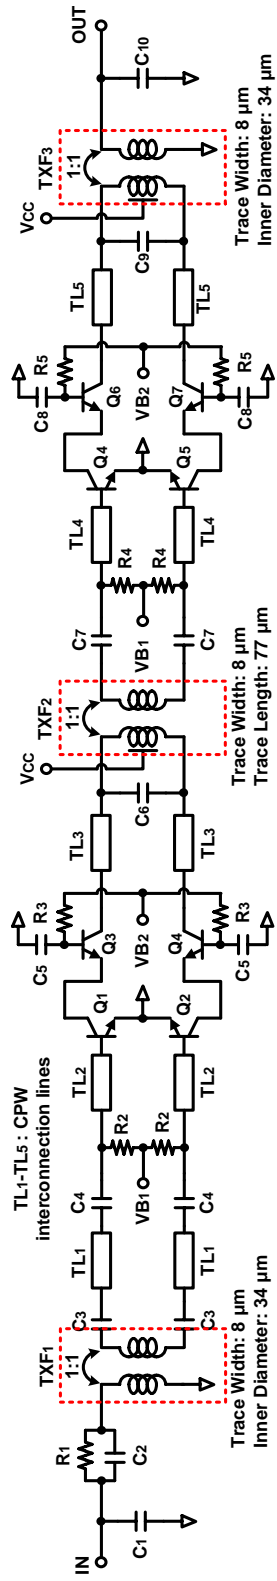 IN
C1
R1
C2
TXF1
1:1
Trace Width: 8 μm
Inner Diameter: 34 μm
C3
C3
TL1
TL1
TL1-TL5 : CPW
interconnection lines
C4
C4
R2
R2
VB1
TL2
TL2
Q1
Q2
C5
R3
Q3
VB2
Q4
R3
C5
TL3
TL3
C6
VCC
TXF2
1:1
Trace Width: 8 μm
Trace Length: 77 μm
C7
C7
VB1
R4
R4
TL4
TL4
Q4
Q5
C8
R5
Q6
VB2
Q7
R5
C8
TL5
TL5
C9
VCC
TXF3
1:1
Trace Width: 8 μm
Inner Diameter: 34 μm
C10
OUT